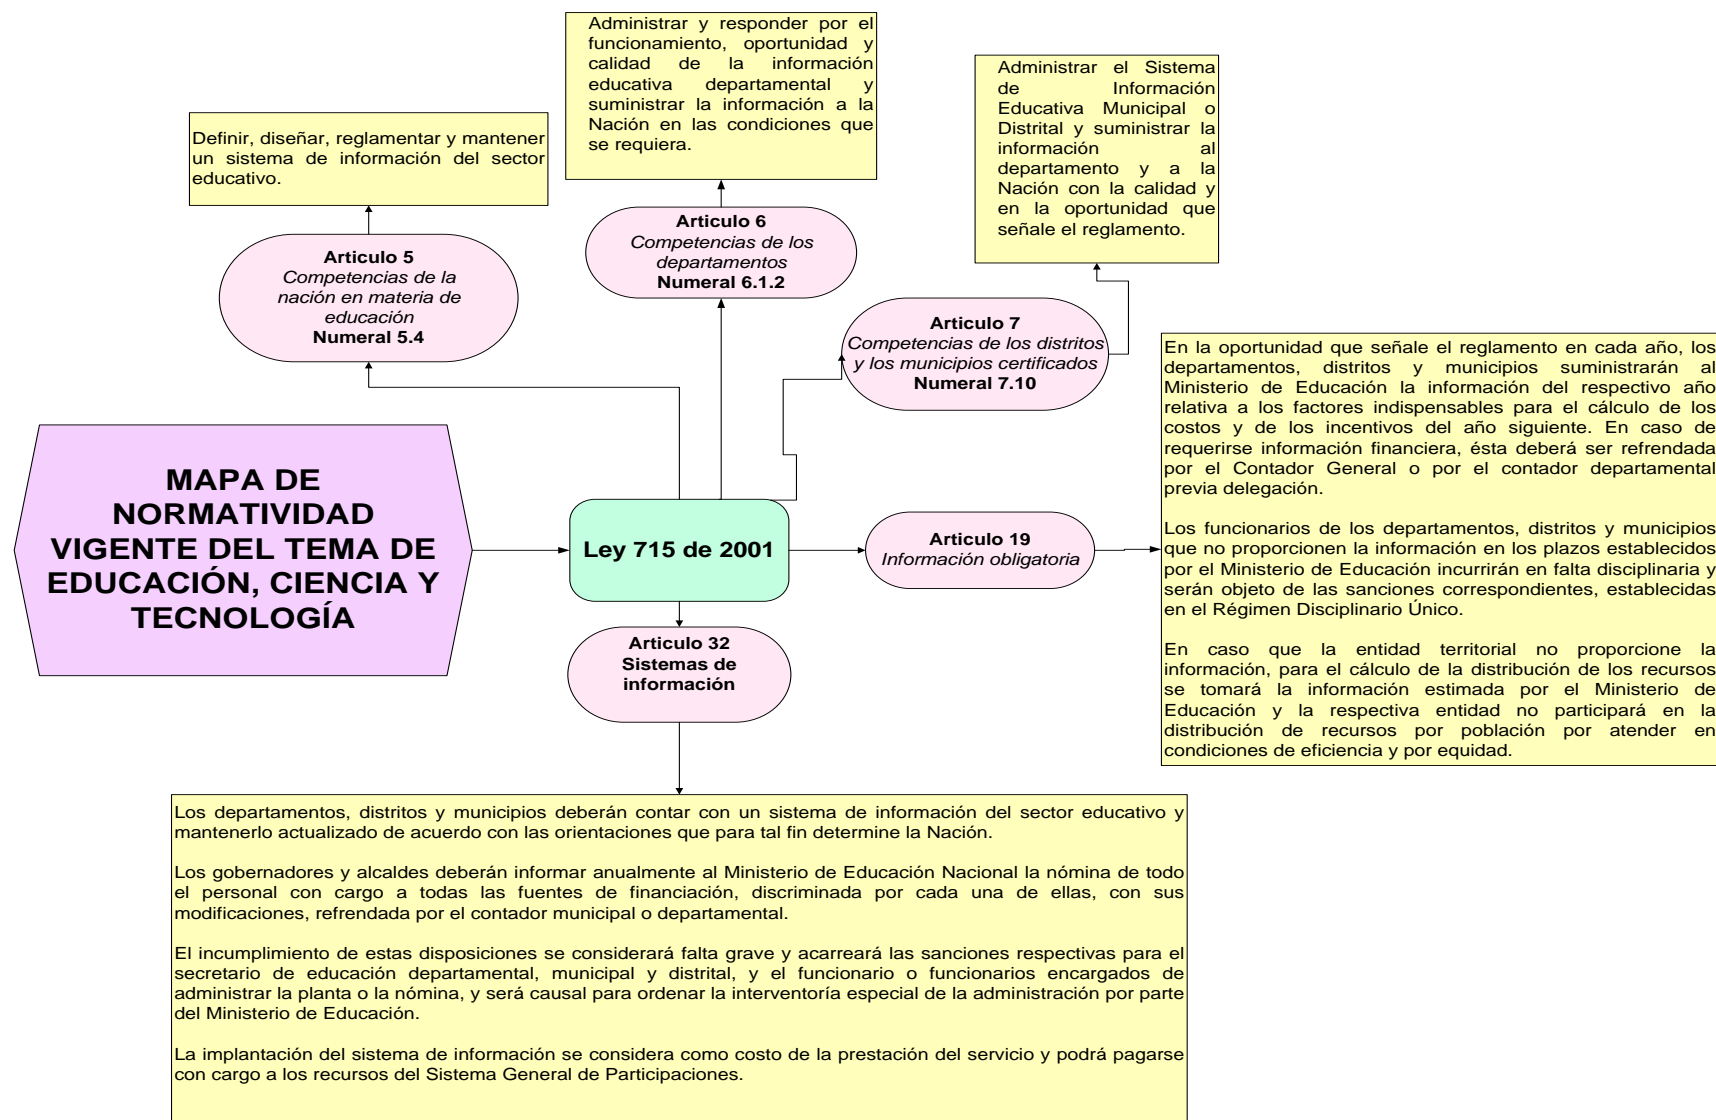 Administrar y responder por el
funcionamiento, oportunidad y
calidad de la información
educativa departamental y
suministrar la información a la
Nación en las condiciones que
se requiera.
Administrar el Sistema
de Información
Educativa Municipal o
Distrital y suministrar la
información al
departamento y a la
Nación con la calidad y
en la oportunidad que
señale el reglamento.
Definir, diseñar, reglamentar y mantener
un sistema de información del sector
educativo.
Articulo 5
Competencias de la
nación en materia de
educación
Numeral 5.4
Articulo 6
Competencias de los
departamentos
Numeral 6.1.2
Articulo 7
Competencias de los distritos
y los municipios certificados
Numeral 7.10
MAPA DE
NORMATIVIDAD
VIGENTE DEL TEMA DE
EDUCACIÓN, CIENCIA Y
TECNOLOGÍA
Ley 715 de 2001
Articulo 19
Información obligatoria
En la oportunidad que señale el reglamento en cada año, los
departamentos, distritos y municipios suministrarán al
Ministerio de Educación la información del respectivo año
relativa a los factores indispensables para el cálculo de los
costos y de los incentivos del año siguiente. En caso de
requerirse información financiera, ésta deberá ser refrendada
por el Contador General o por el contador departamental
previa delegación.
Los funcionarios de los departamentos, distritos y municipios
que no proporcionen la información en los plazos establecidos
por el Ministerio de Educación incurrirán en falta disciplinaria y
serán objeto de las sanciones correspondientes, establecidas
en el Régimen Disciplinario Único.
En caso que la entidad territorial no proporcione la
información, para el cálculo de la distribución de los recursos
se tomará la información estimada por el Ministerio de
Educación y la respectiva entidad no participará en la
distribución de recursos por población por atender en
condiciones de eficiencia y por equidad.
Articulo 32
Sistemas de
información
Los departamentos, distritos y municipios deberán contar con un sistema de información del sector educativo y
mantenerlo actualizado de acuerdo con las orientaciones que para tal fin determine la Nación.
Los gobernadores y alcaldes deberán informar anualmente al Ministerio de Educación Nacional la nómina de todo
el personal con cargo a todas las fuentes de financiación, discriminada por cada una de ellas, con sus
modificaciones, refrendada por el contador municipal o departamental.
El incumplimiento de estas disposiciones se considerará falta grave y acarreará las sanciones respectivas para el
secretario de educación departamental, municipal y distrital, y el funcionario o funcionarios encargados de
administrar la planta o la nómina, y será causal para ordenar la interventoría especial de la administración por parte
del Ministerio de Educación.
La implantación del sistema de información se considera como costo de la prestación del servicio y podrá pagarse
con cargo a los recursos del Sistema General de Participaciones.